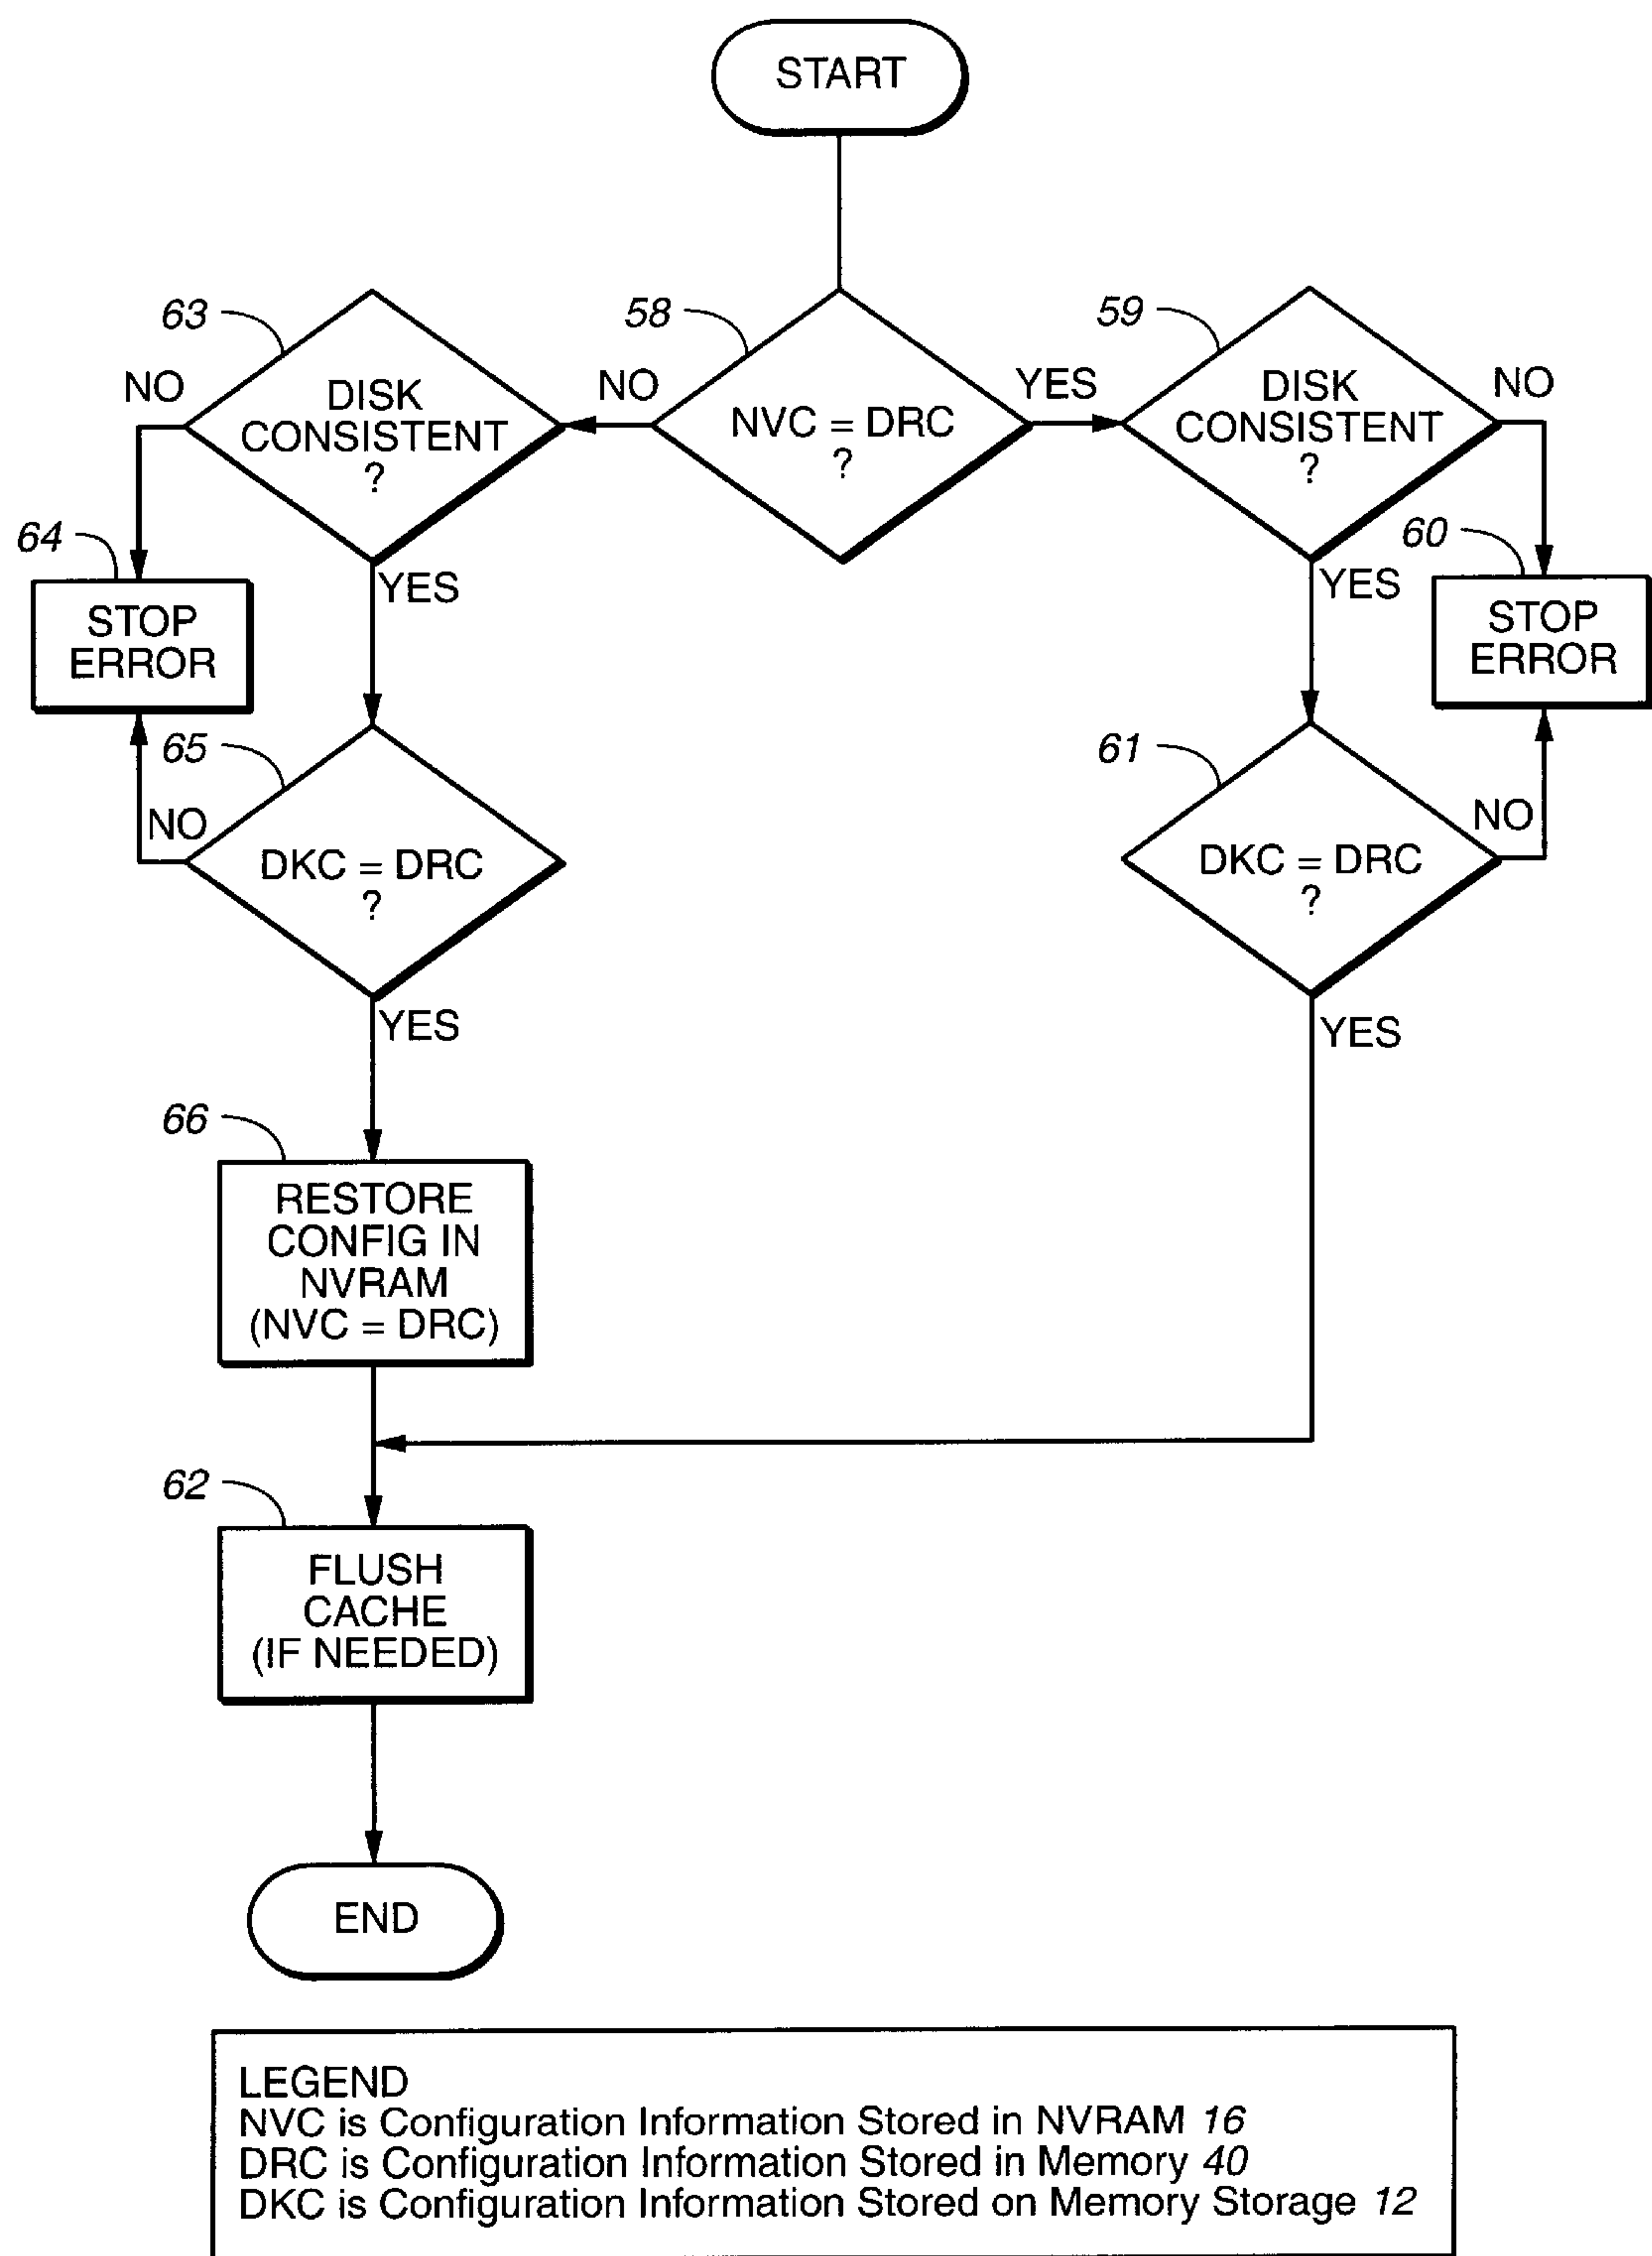 START
63
58
59
NO
DISK
CONSISTENT
?
NO
NVC = DRC
?
YES
DISK
CONSISTENT
?
NO
64
STOP
ERROR
YES
60
STOP
ERROR
YES
65
NO
DKC = DRC
?
YES
61
DKC = DRC
?
NO
YES
66
RESTORE
CONFIG IN
NVRAM
(NVC = DRC)
62
FLUSH
CACHE
(IF NEEDED)
END
LEGEND
NVC is Configuration Information Stored in NVRAM 16
DRC is Configuration Information Stored in Memory 40
DKC is Configuration Information Stored on Memory Storage 12